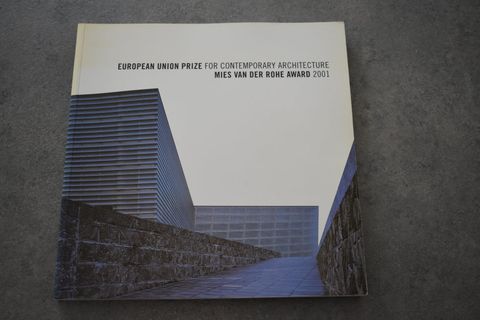 EUROPEAN UNION PRIZE FOR CONTEMPORARY ARCHITECTURE
MIES VAN DER ROHE AWARD 2001